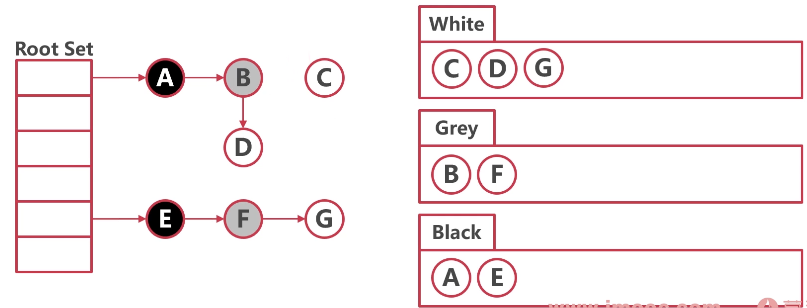 Root Set
A B C
D
E F G
White
C D G
Grey
B F
Black
A E